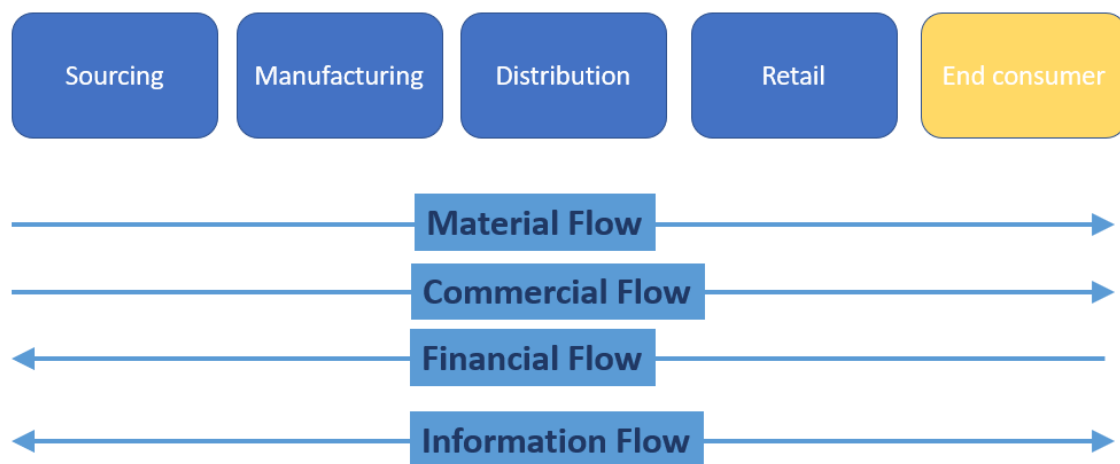 Sourcing
Manufacturing
Distribution
Retail
End consumer
Material Flow
Commercial Flow
Financial Flow
Information Flow